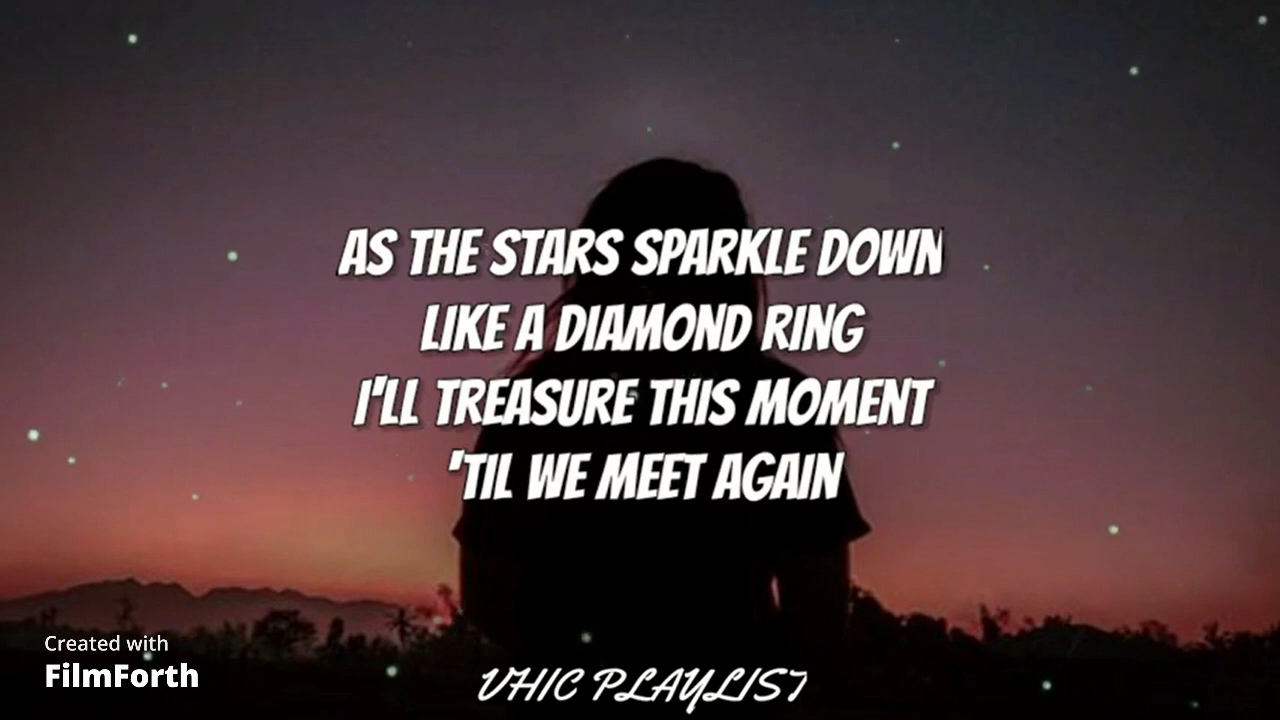 AS THE STARS SPARKLE DOWN
LIKE A DIAMOND RING
I'LL TREASURE THIS MOMENT
'TIL WE MEET AGAIN
Created with
FilmForth
VHIC PLAYLIST